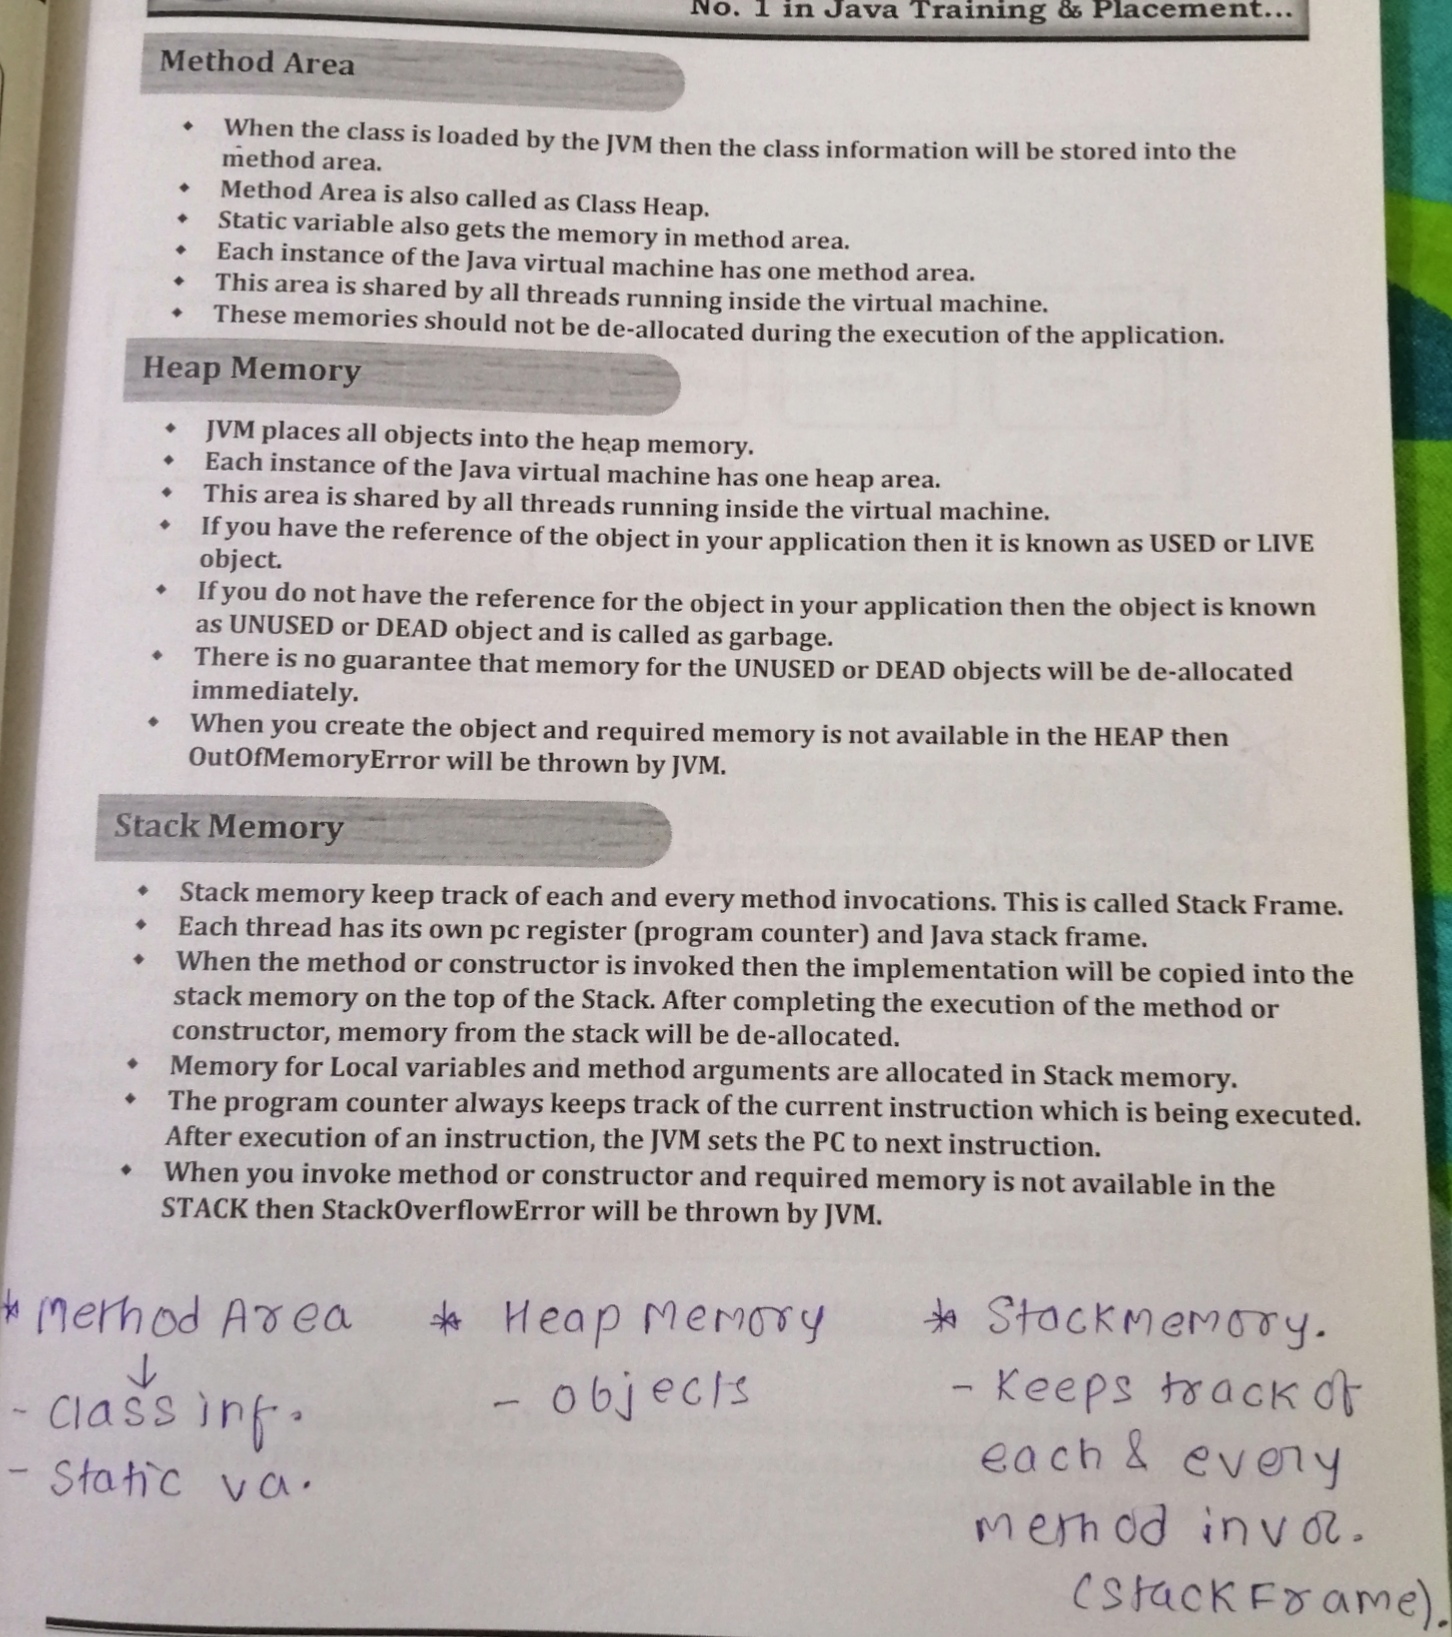 No. 1 in Java Training & Placement...
Method Area
• When the class is loaded by the JVM then the class information will be stored into the
method area.
• Method Area is also called as Class Heap.
• Static variable also gets the memory in method area.
• Each instance of the Java virtual machine has one method area.
• This area is shared by all threads running inside the virtual machine.
• These memories should not be de-allocated during the execution of the application.
Heap Memory
• JVM places all objects into the heap memory.
• Each instance of the Java virtual machine has one heap area.
• This area is shared by all threads running inside the virtual machine.
• If you have the reference of the object in your application then it is known as USED or LIVE
object.
• If you do not have the reference for the object in your application then the object is known
as UNUSED or DEAD object and is called as garbage.
• There is no guarantee that memory for the UNUSED or DEAD objects will be de-allocated
immediately.
• When you create the object and required memory is not available in the HEAP then
OutOfMemoryError will be thrown by JVM.
Stack Memory
• Stack memory keep track of each and every method invocations. This is called Stack Frame.
• Each thread has its own pc register (program counter) and Java stack frame.
• When the method or constructor is invoked then the implementation will be copied into the
stack memory on the top of the Stack. After completing the execution of the method or
constructor, memory from the stack will be de-allocated.
• Memory for Local variables and method arguments are allocated in Stack memory.
• The program counter always keeps track of the current instruction which is being executed.
After execution of an instruction, the JVM sets the PC to next instruction.
• When you invoke method or constructor and required memory is not available in the
STACK then StackOverflowError will be thrown by JVM.
* Method Area
↓
- Class inf.
- Static va.
* Heap Memory
- Objects
* Stack Memory.
- Keeps track of
each & every
method invo.
(Stack Frame).